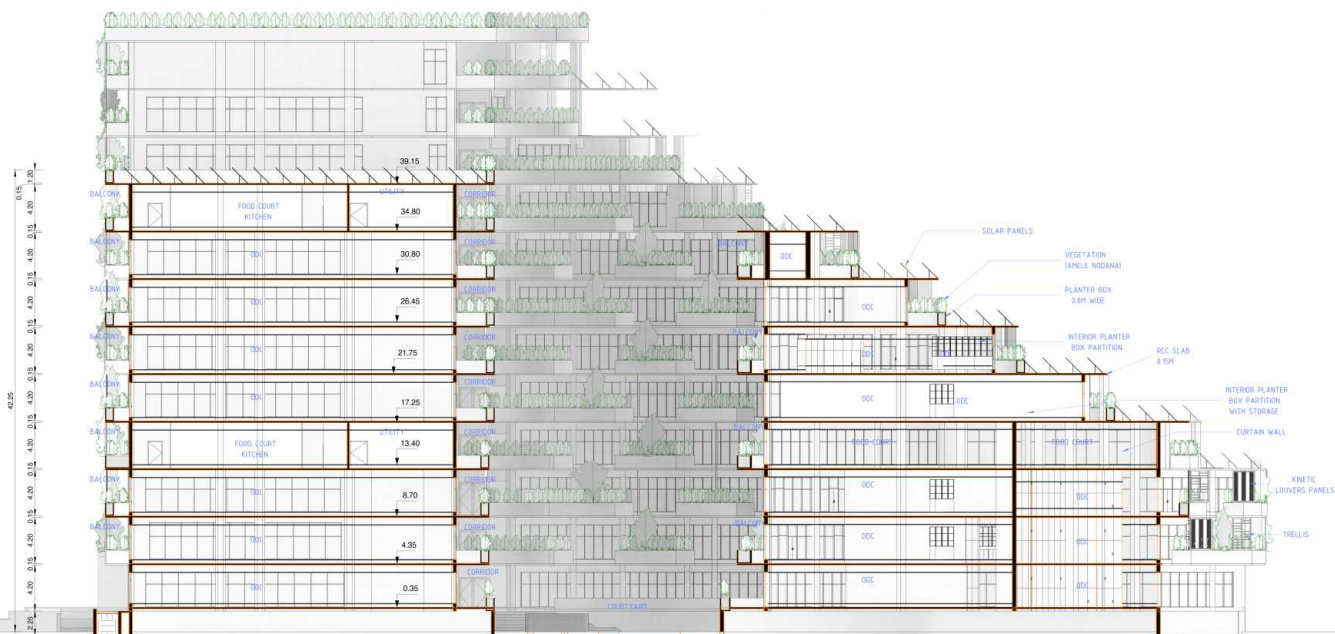 39.15
BALCONY
UTILITY
CORRIDOR
FOOD COURT
KITCHEN
34.80
BALCONY
ODC
CORRIDOR
30.80
BALCONY
ODC
SOLAR PANELS
VEGETATION
(AMELE NODANA)
BALCONY
ODC
CORRIDOR
26.45
ODC
PLANTER BOX
0.8M WIDE
BALCONY
ODC
CORRIDOR
21.75
BALCONY
ODC
INTERIOR PLANTER
BOX PARTITION
RCC SLAB
0.15M
BALCONY
ODC
CORRIDOR
17.25
ODC
ODC
INTERIOR PLANTER
BOX PARTITION
WITH STORAGE
BALCONY
UTILITY
CORRIDOR
FOOD COURT
KITCHEN
13.40
BALCONY
FOOD COURT
FOOD COURT
CURTAIN WALL
BALCONY
ODC
CORRIDOR
8.70
ODC
ODC
KINETIC
LOUVERS PANELS
BALCONY
ODC
CORRIDOR
4.35
BALCONY
ODC
ODC
TRELLIS
ODC
CORRIDOR
0.35
ODC
ODC
COURTYARD
42.25
1.20
0.15
4.20
0.15
4.20
0.15
4.20
0.15
4.20
0.15
4.20
0.15
4.20
0.15
4.20
0.15
4.20
0.15
4.20
2.25